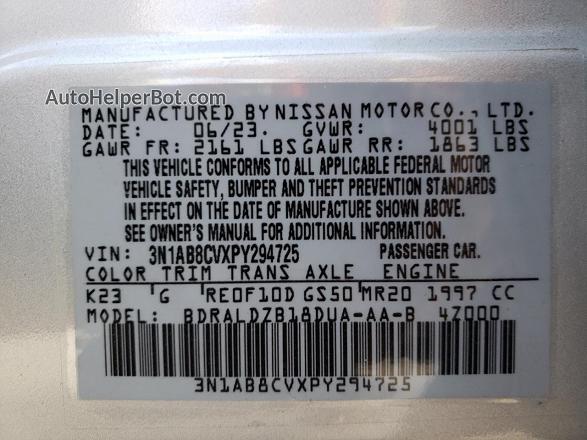 AutoHelperBot.com
MANUFACTURED BY NISSAN MOTOR CO., LTD.
DATE: 06/23. GVWR: 4001 LBS
GAWR FR: 2161 LBS GAWR RR: 1863 LBS
THIS VEHICLE CONFORMS TO ALL APPLICABLE FEDERAL MOTOR
VEHICLE SAFETY, BUMPER AND THEFT PREVENTION STANDARDS
IN EFFECT ON THE DATE OF MANUFACTURE SHOWN ABOVE.
SEE OWNER'S MANUAL FOR ADDITIONAL INFORMATION.
VIN: 3N1AB8CVXPY294725 PASSENGER CAR.
COLOR TRIM TRANS AXLE ENGINE
K23 G RE0F10D GS50 MR20 1997 CC
MODEL: BDRALDZB18DUA-AA-B 4Z000
3N1AB8CVXPY294725